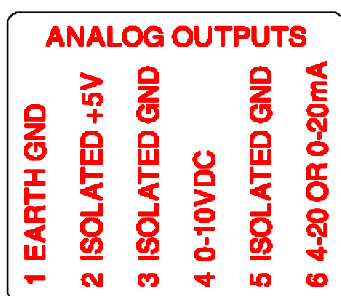 ANALOG OUTPUTS
1 EARTH GND
2 ISOLATED +5V
3 ISOLATED GND
4 0-10VDC
5 ISOLATED GND
6 4-20 OR 0-20mA